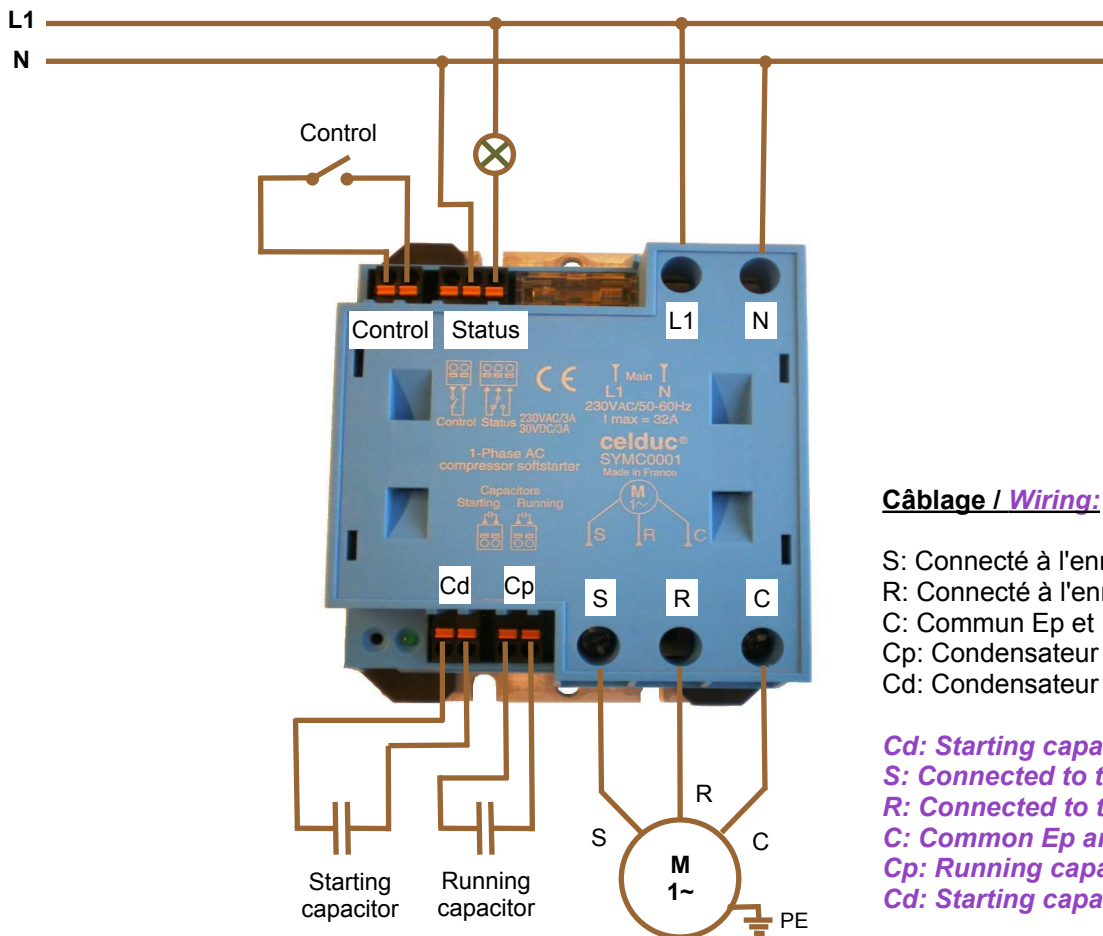 L1
N
Control
Control
Status
L1
N
Main
L1 N
230VAC/50-60Hz
I max = 32A
Control Status
230VAC/3A
30VDC/3A
CE
celduc®
SYMC0001
Made in France
1-Phase AC
compressor softstarter
Capacitors
Starting Running
M
1~
S R C
Cd
Cp
S
R
C
S
R
C
M
1~
PE
Starting
capacitor
Running
capacitor
Câblage / Wiring:
S: Connecté à l'enr
R: Connecté à l'enr
C: Commun Ep et
Cp: Condensateur
Cd: Condensateur
Cd: Starting capa
S: Connected to t
R: Connected to t
C: Common Ep ar
Cp: Running capa
Cd: Starting capa